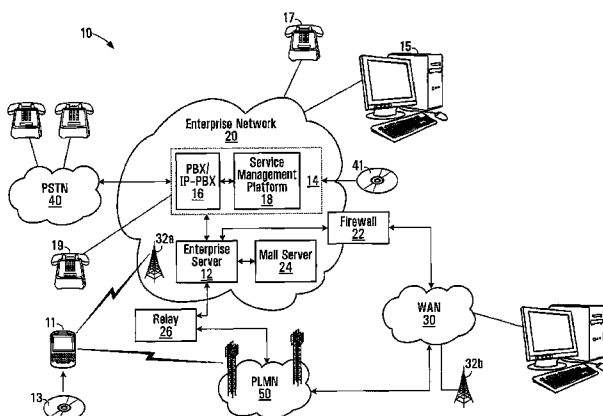 10
17
15
Enterprise Network
20
PBX/
IP-PBX
16
Service
Management
Platform
18
14
41
PSTN
40
Firewall
22
19
32a
Enterprise
Server
12
Mail Server
24
11
Relay
26
WAN
30
PLMN
50
32b
13